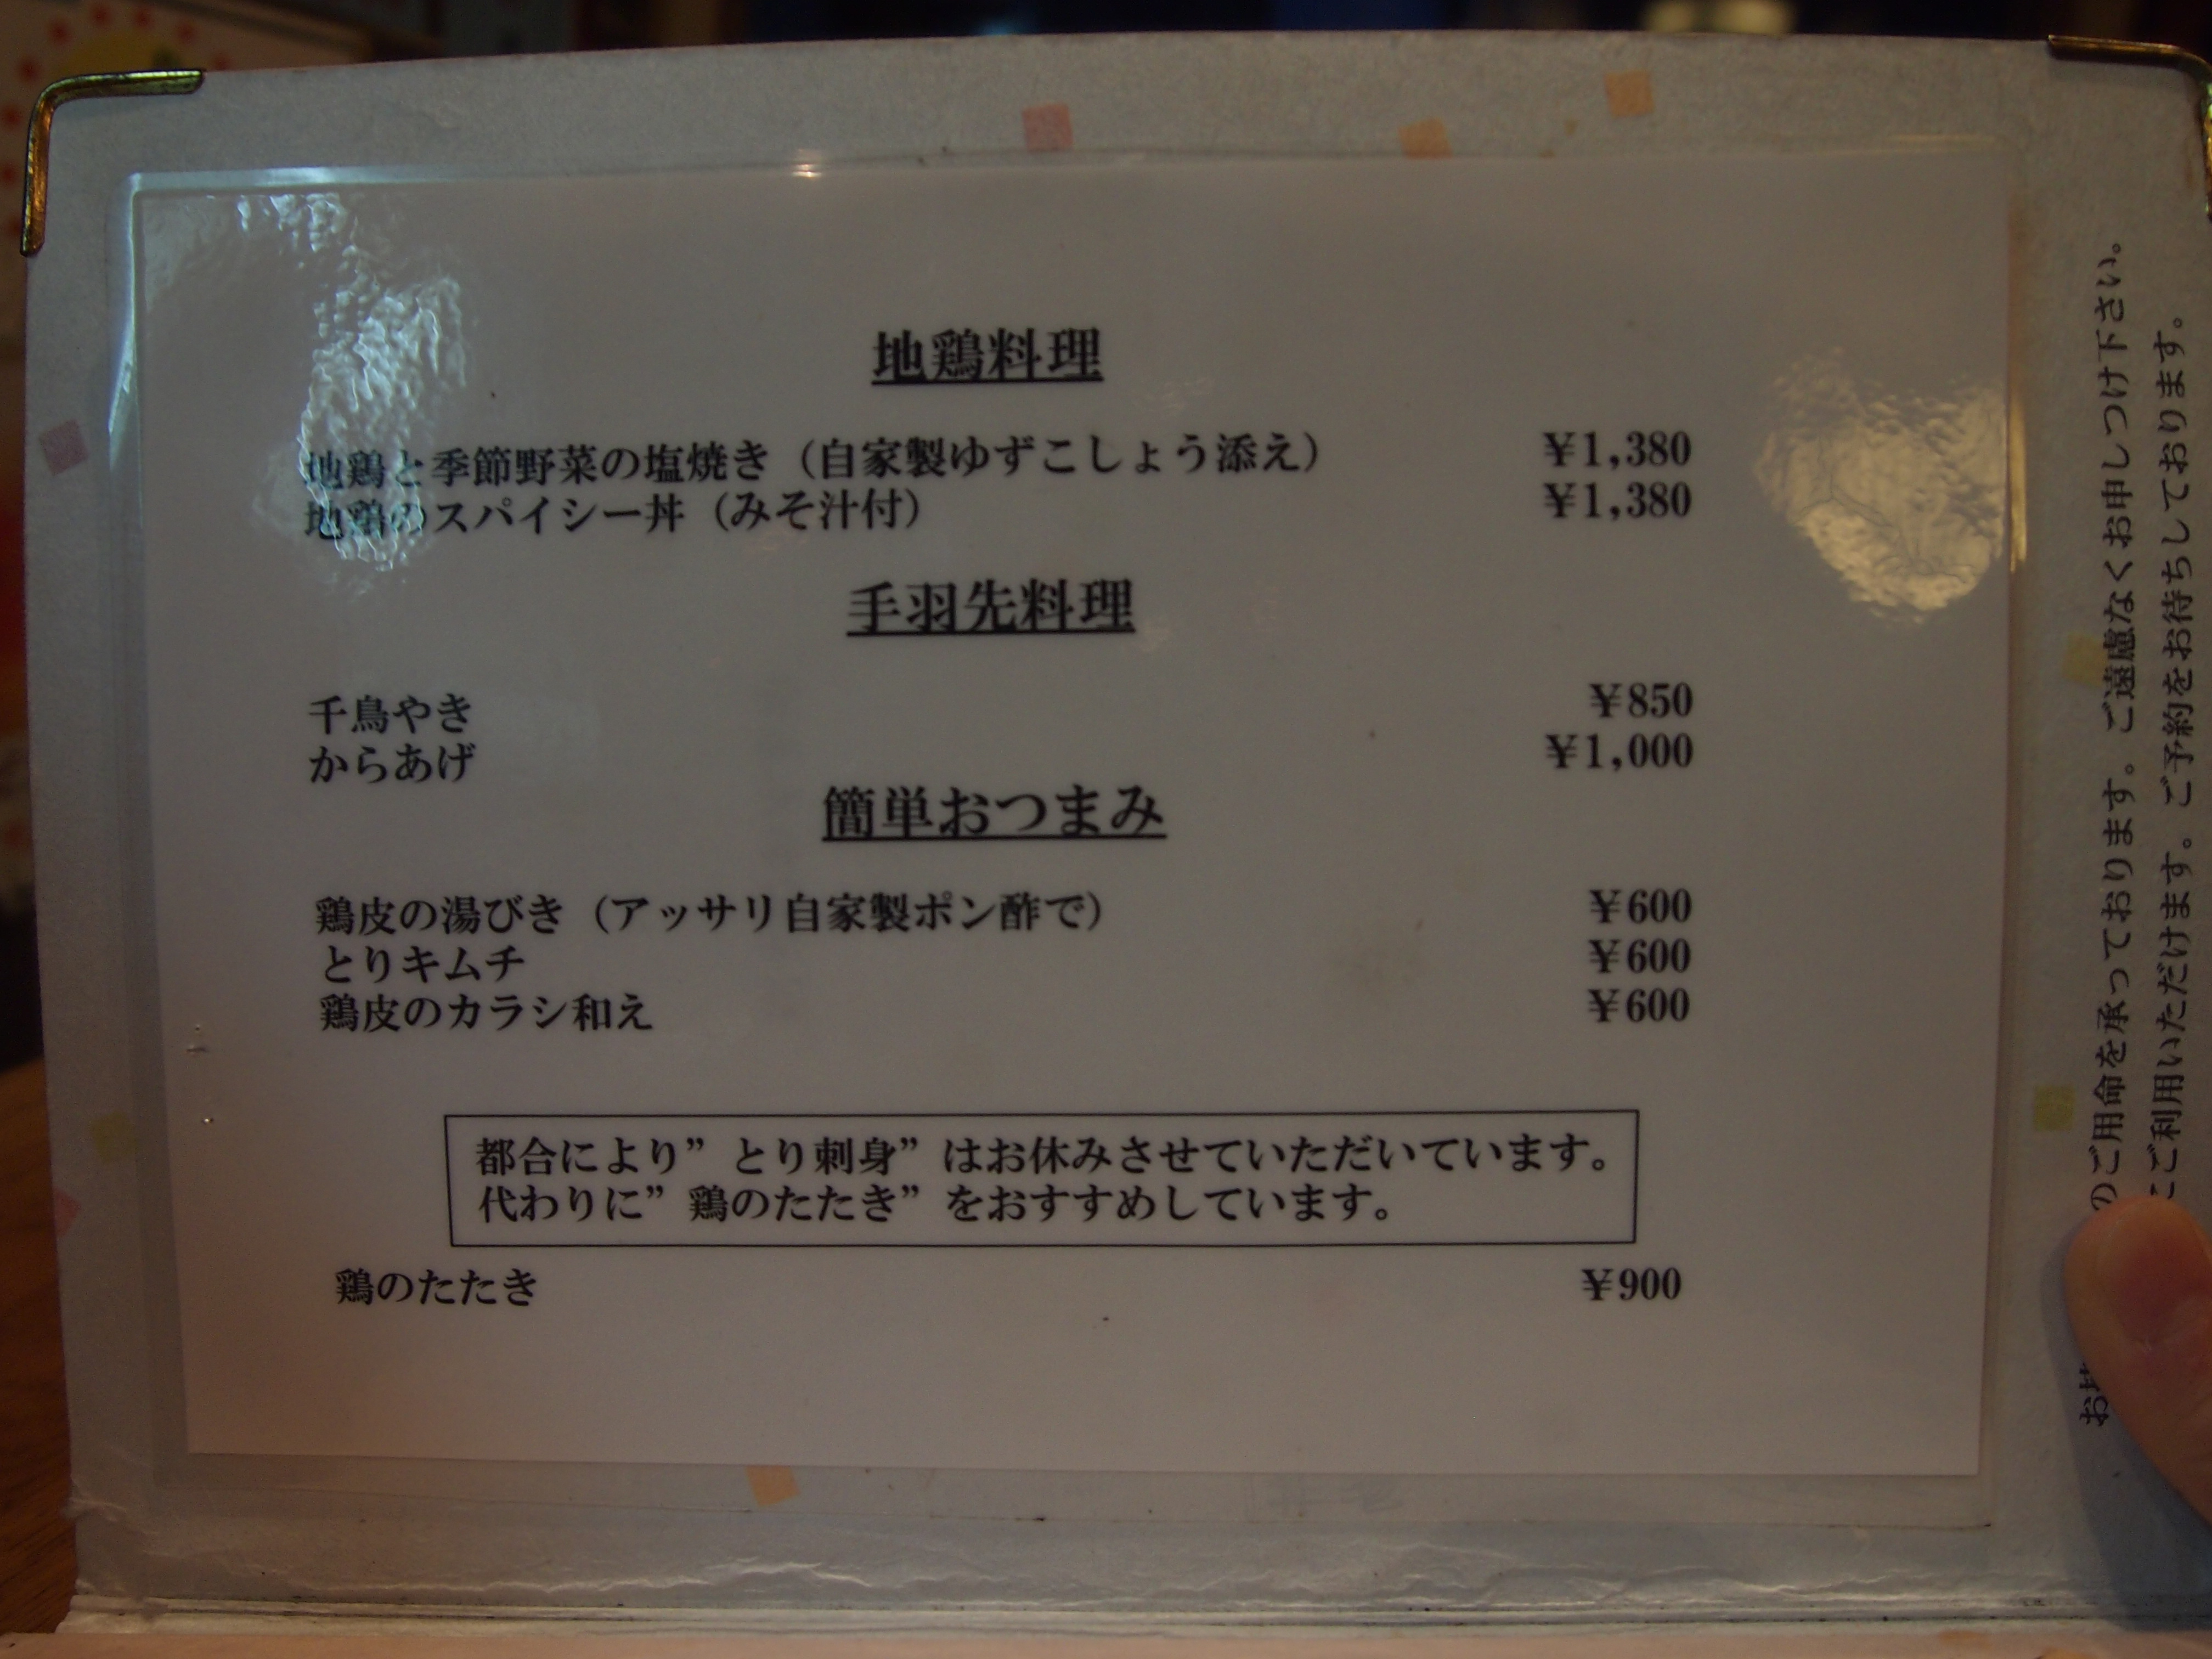 地鶏料理
地鶏と季節野菜の塩焼き（自家製ゆずこしょう添え） ¥1,380
地鶏のスパイシー丼（みそ汁付） ¥1,380
手羽先料理
千鳥やき ¥850
からあげ ¥1,000
簡単おつまみ
鶏皮の湯びき（アッサリ自家製ポン酢で） ¥600
とりキムチ ¥600
鶏皮のカラシ和え ¥600
都合により”とり刺身”はお休みさせていただいています。
代わりに”鶏のたたき”をおすすめしています。
鶏のたたき ¥900
のご用命を承っております。ご遠慮なくお申しつけ下さい。
にご利用いただけます。ご予約をお待ちしております。